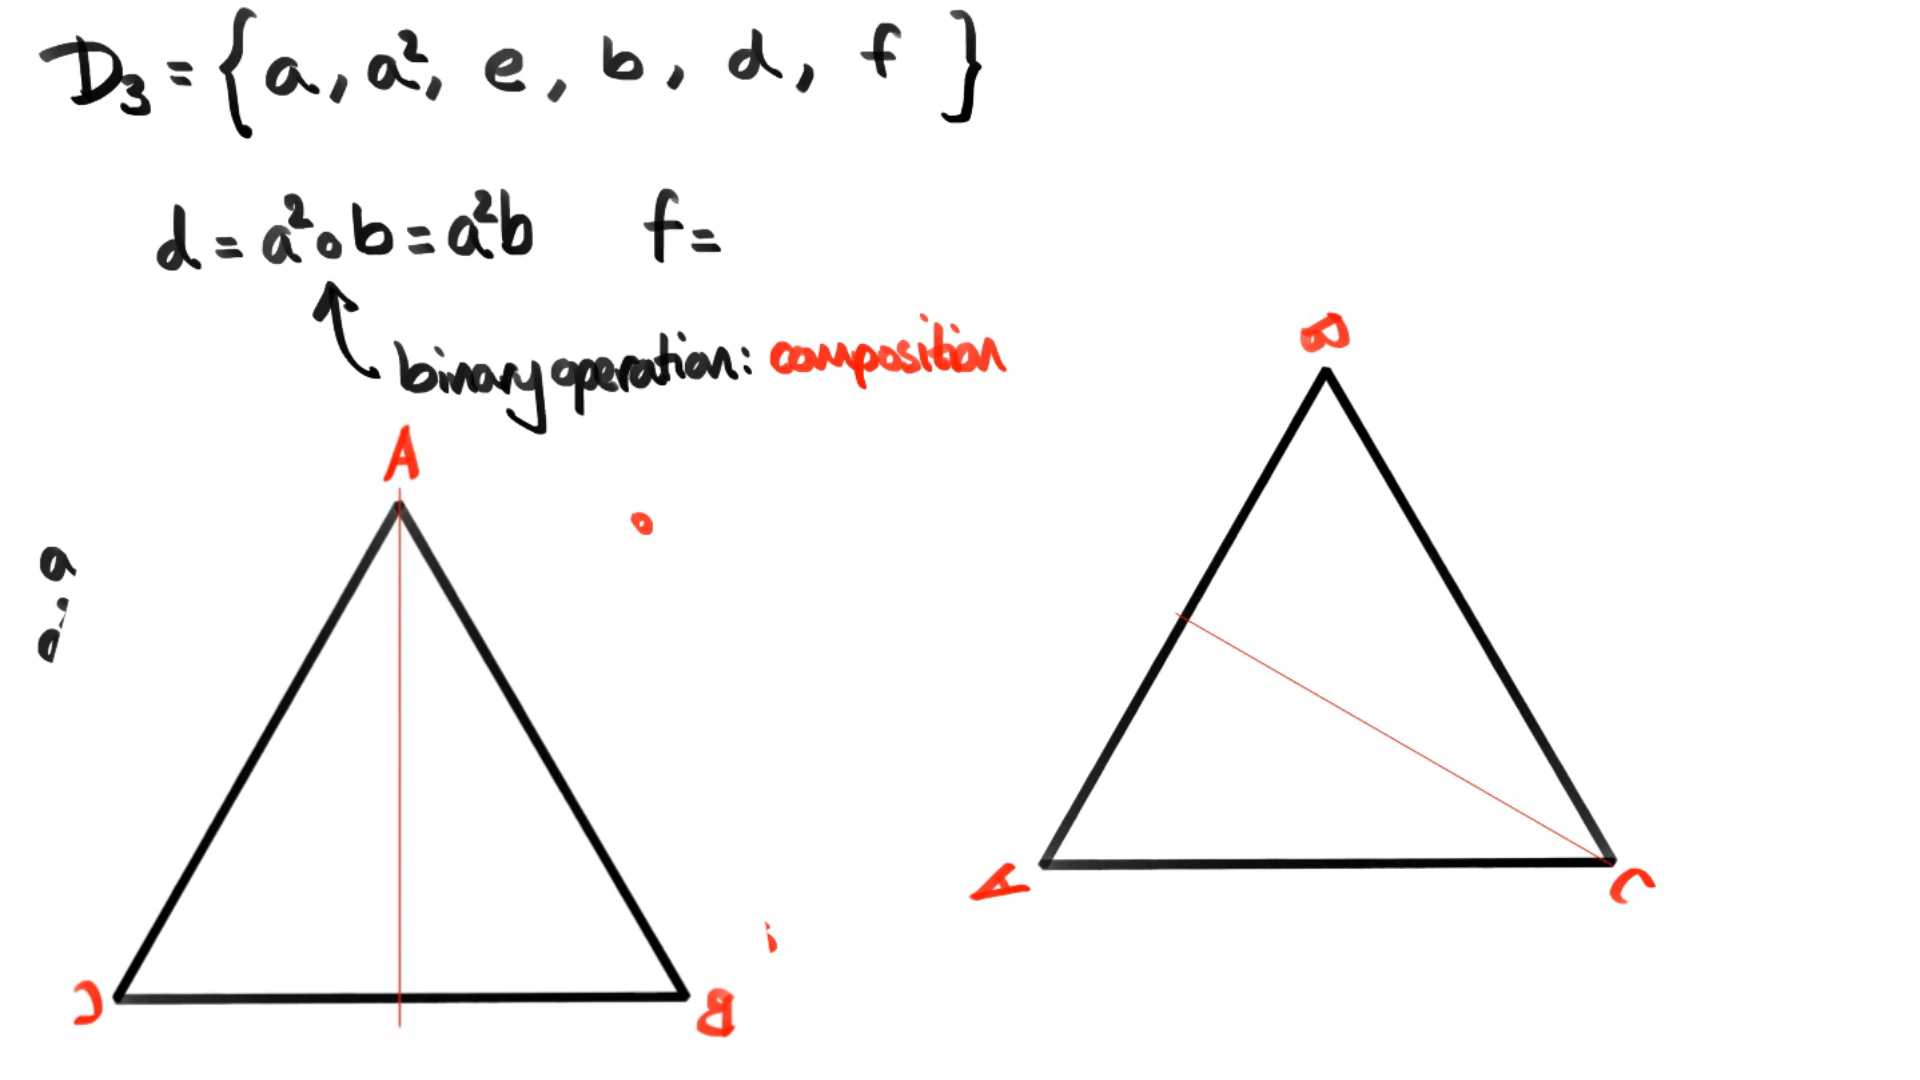 D₃ = { a, a², e, b, d, f }
d = a² ∘ b = a²b f =
binary operation: composition
A
B
a
C
B
A
C